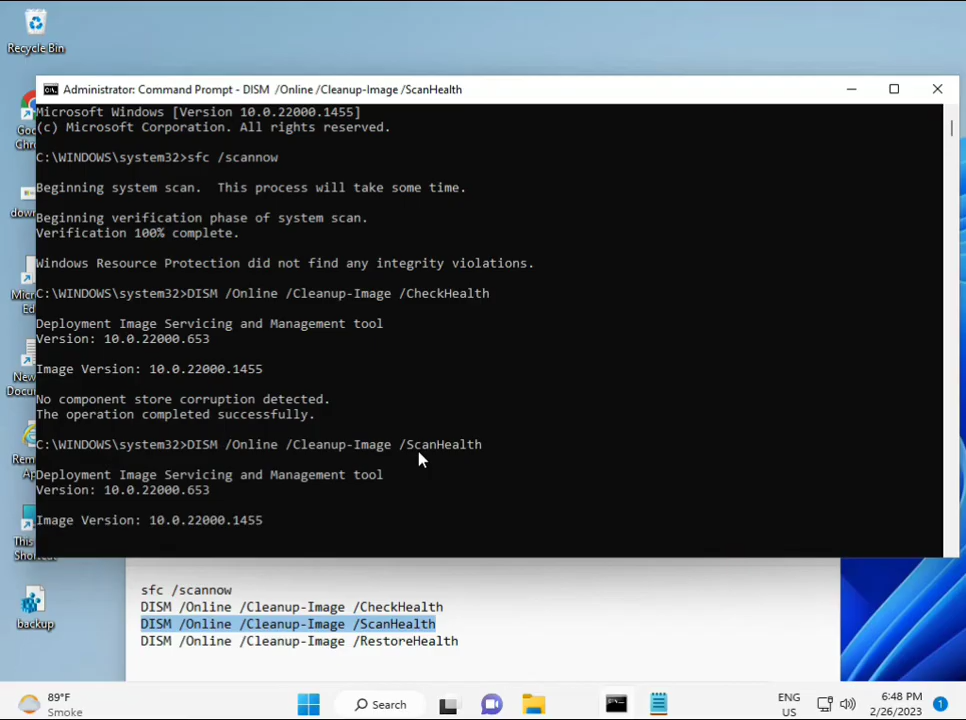 Recycle Bin
Administrator: Command Prompt - DISM /Online /Cleanup-Image /ScanHealth
Microsoft Windows [Version 10.0.22000.1455]
(c) Microsoft Corporation. All rights reserved.
C:\WINDOWS\system32>sfc /scannow
Beginning system scan.  This process will take some time.
Beginning verification phase of system scan.
Verification 100% complete.
Windows Resource Protection did not find any integrity violations.
C:\WINDOWS\system32>DISM /Online /Cleanup-Image /CheckHealth
Deployment Image Servicing and Management tool
Version: 10.0.22000.653
Image Version: 10.0.22000.1455
No component store corruption detected.
The operation completed successfully.
C:\WINDOWS\system32>DISM /Online /Cleanup-Image /ScanHealth
Deployment Image Servicing and Management tool
Version: 10.0.22000.653
Image Version: 10.0.22000.1455
sfc /scannow
DISM /Online /Cleanup-Image /CheckHealth
DISM /Online /Cleanup-Image /ScanHealth
DISM /Online /Cleanup-Image /RestoreHealth
backup
89°F
Smoke
Search
ENG
US
6:48 PM
2/26/2023
1